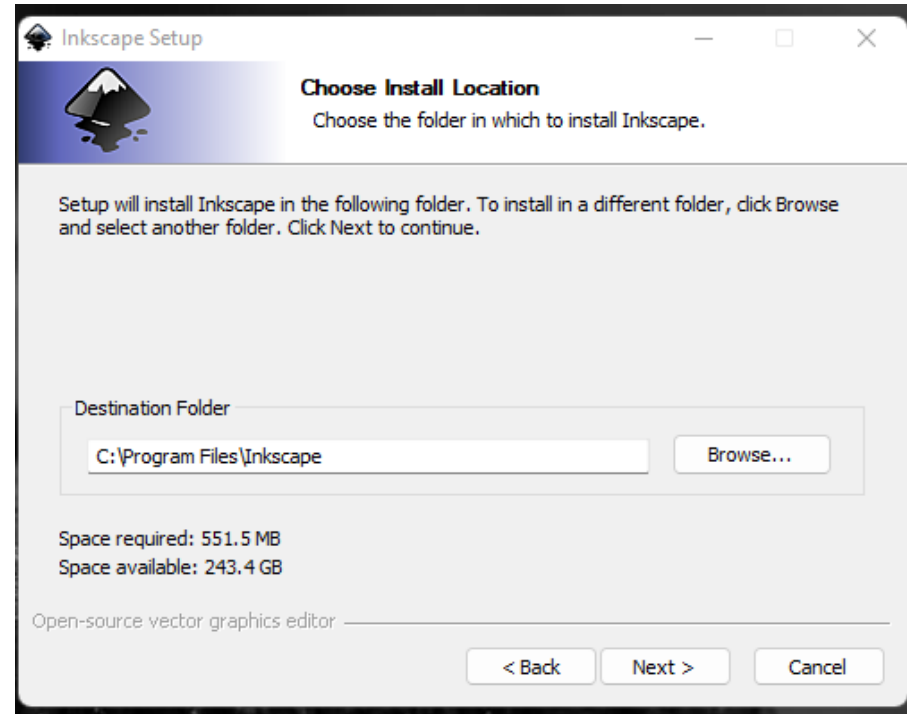 Inkscape Setup
Choose Install Location
Choose the folder in which to install Inkscape.
Setup will install Inkscape in the following folder. To install in a different folder, click Browse
and select another folder. Click Next to continue.
Destination Folder
C:\Program Files\Inkscape
Browse...
Space required: 551.5 MB
Space available: 243.4 GB
Open-source vector graphics editor
< Back
Next >
Cancel